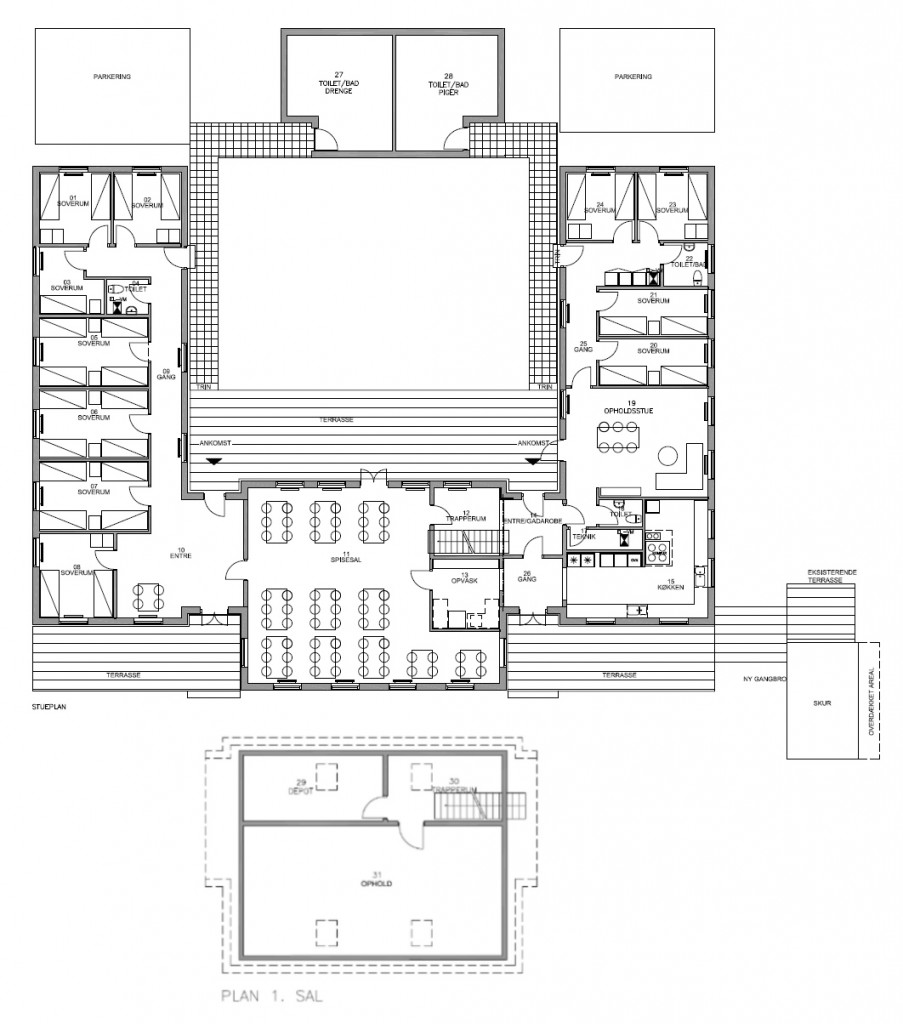 PARKERING
27
TOILET/BAD
DRENGE
28
TOILET/BAD
PIGER
PARKERING
01
SOVERUM
02
SOVERUM
24
SOVERUM
23
SOVERUM
TRIN
22
TOILET/BAD
03
SOVERUM
04
TOILET
VM
21
SOVERUM
05
SOVERUM
09
GANG
25
GANG
20
SOVERUM
TRIN
TRIN
06
SOVERUM
TERRASSE
19
OPHOLDSSTUE
ANKOMST
ANKOMST
07
SOVERUM
12
TRAPPERUM
14
ENTRE/GADAROBE
18
TOILET
17
TEKNIK
10
ENTRE
11
SPISESAL
08
SOVERUM
13
OPVASK
26
GANG
15
KØKKEN
EKSISTERENDE
TERRASSE
TERRASSE
TERRASSE
NY GANGBRO
STUEPLAN
SKUR
OVERDÆKKET AREAL
29
DEPOT
30
TRAPPERUM
31
OPHOLD
PLAN 1. SAL